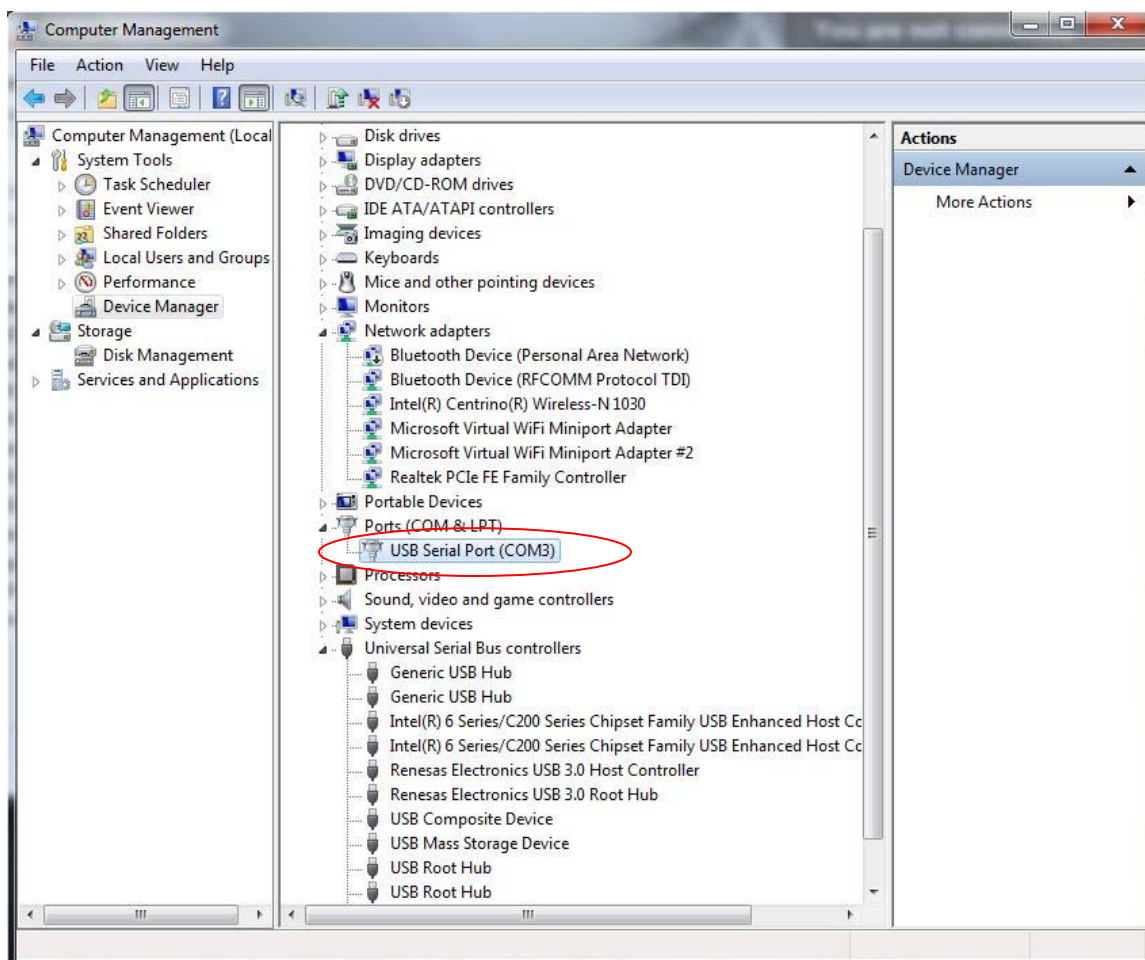 Computer Management
File Action View Help
Computer Management (Local
System Tools
Task Scheduler
Event Viewer
Shared Folders
Local Users and Groups
Performance
Device Manager
Storage
Disk Management
Services and Applications
Disk drives
Display adapters
DVD/CD-ROM drives
IDE ATA/ATAPI controllers
Imaging devices
Keyboards
Mice and other pointing devices
Monitors
Network adapters
Bluetooth Device (Personal Area Network)
Bluetooth Device (RFCOMM Protocol TDI)
Intel(R) Centrino(R) Wireless-N 1030
Microsoft Virtual WiFi Miniport Adapter
Microsoft Virtual WiFi Miniport Adapter #2
Realtek PCIe FE Family Controller
Portable Devices
Ports (COM & LPT)
USB Serial Port (COM3)
Processors
Sound, video and game controllers
System devices
Universal Serial Bus controllers
Generic USB Hub
Generic USB Hub
Intel(R) 6 Series/C200 Series Chipset Family USB Enhanced Host Cc
Intel(R) 6 Series/C200 Series Chipset Family USB Enhanced Host Cc
Renesas Electronics USB 3.0 Host Controller
Renesas Electronics USB 3.0 Root Hub
USB Composite Device
USB Mass Storage Device
USB Root Hub
USB Root Hub
Actions
Device Manager
More Actions